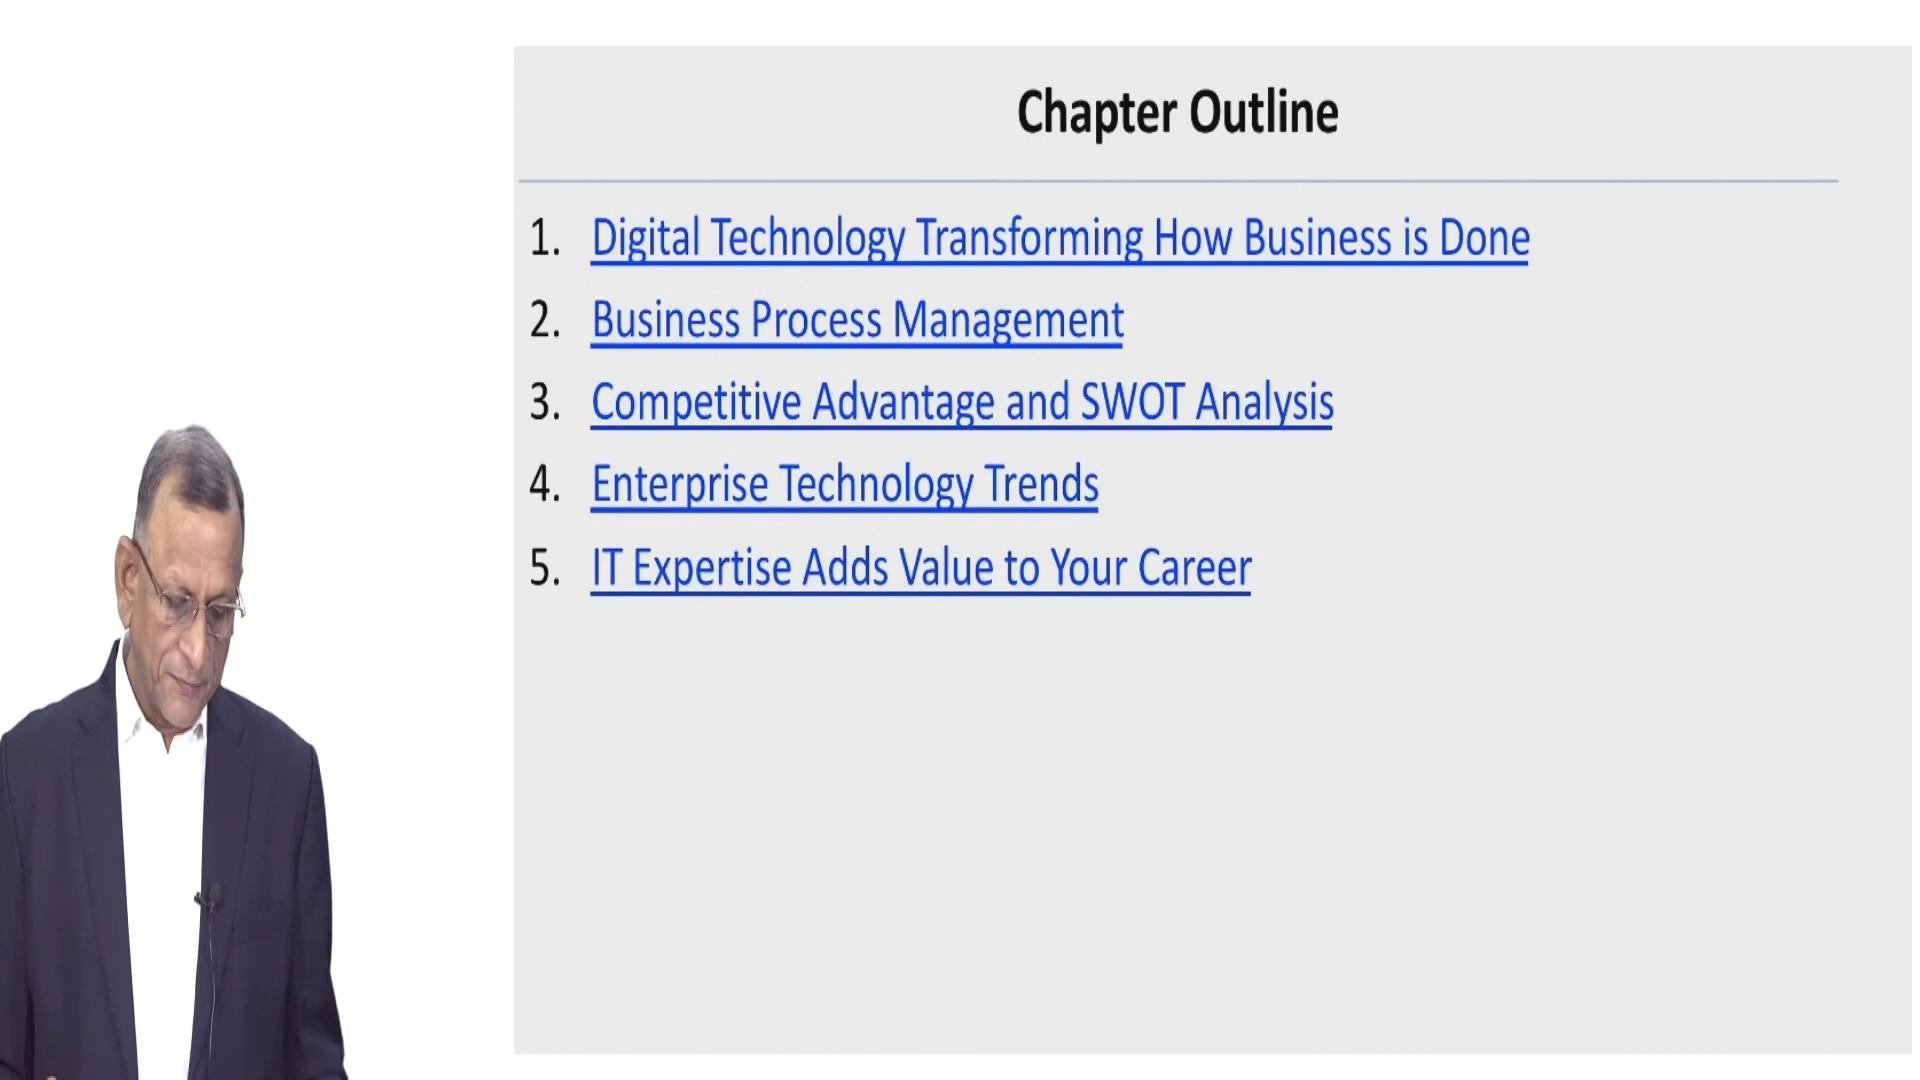 Chapter Outline
1. Digital Technology Transforming How Business is Done
2. Business Process Management
3. Competitive Advantage and SWOT Analysis
4. Enterprise Technology Trends
5. IT Expertise Adds Value to Your Career